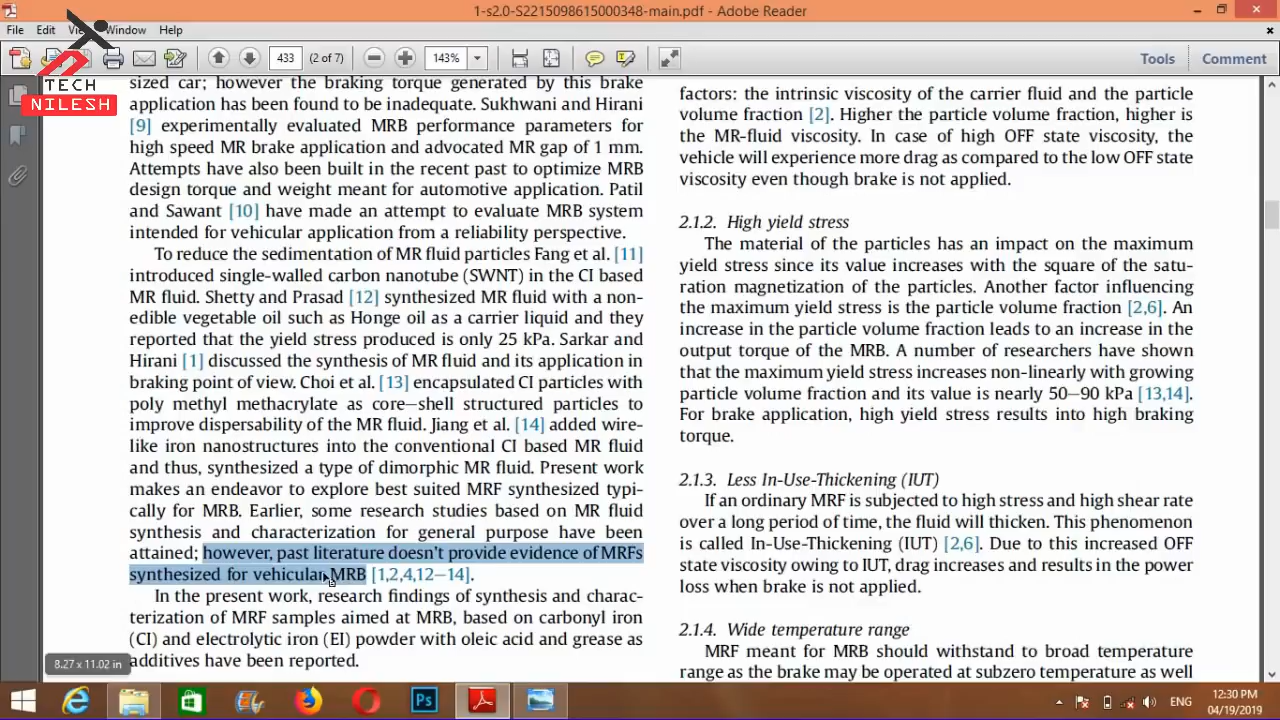 1-s2.0-S2215098615000348-main.pdf - Adobe Reader
File Edit Window Help
433 (2 of 7) 143% Tools Comment
TECH
NILESH
sized car; however the braking torque generated by this brake
application has been found to be inadequate. Sukhwani and Hirani
[9] experimentally evaluated MRB performance parameters for
high speed MR brake application and advocated MR gap of 1 mm.
Attempts have also been built in the recent past to optimize MRB
design torque and weight meant for automotive application. Patil
and Sawant [10] have made an attempt to evaluate MRB system
intended for vehicular application from a reliability perspective.
To reduce the sedimentation of MR fluid particles Fang et al. [11]
introduced single-walled carbon nanotube (SWNT) in the CI based
MR fluid. Shetty and Prasad [12] synthesized MR fluid with a non-
edible vegetable oil such as Honge oil as a carrier liquid and they
reported that the yield stress produced is only 25 kPa. Sarkar and
Hirani [1] discussed the synthesis of MR fluid and its application in
braking point of view. Choi et al. [13] encapsulated CI particles with
poly methyl methacrylate as core–shell structured particles to
improve dispersability of the MR fluid. Jiang et al. [14] added wire-
like iron nanostructures into the conventional CI based MR fluid
and thus, synthesized a type of dimorphic MR fluid. Present work
makes an endeavor to explore best suited MRF synthesized typi-
cally for MRB. Earlier, some research studies based on MR fluid
synthesis and characterization for general purpose have been
attained; however, past literature doesn't provide evidence of MRFs
synthesized for vehicular MRB [1,2,4,12–14].
In the present work, research findings of synthesis and charac-
terization of MRF samples aimed at MRB, based on carbonyl iron
(CI) and electrolytic iron (EI) powder with oleic acid and grease as
additives have been reported.
factors: the intrinsic viscosity of the carrier fluid and the particle
volume fraction [2]. Higher the particle volume fraction, higher is
the MR-fluid viscosity. In case of high OFF state viscosity, the
vehicle will experience more drag as compared to the low OFF state
viscosity even though brake is not applied.
2.1.2. High yield stress
The material of the particles has an impact on the maximum
yield stress since its value increases with the square of the satu-
ration magnetization of the particles. Another factor influencing
the maximum yield stress is the particle volume fraction [2,6]. An
increase in the particle volume fraction leads to an increase in the
output torque of the MRB. A number of researchers have shown
that the maximum yield stress increases non-linearly with growing
particle volume fraction and its value is nearly 50–90 kPa [13,14].
For brake application, high yield stress results into high braking
torque.
2.1.3. Less In-Use-Thickening (IUT)
If an ordinary MRF is subjected to high stress and high shear rate
over a long period of time, the fluid will thicken. This phenomenon
is called In-Use-Thickening (IUT) [2,6]. Due to this increased OFF
state viscosity owing to IUT, drag increases and results in the power
loss when brake is not applied.
2.1.4. Wide temperature range
MRF meant for MRB should withstand to broad temperature
range as the brake may be operated at subzero temperature as well
8.27 x 11.02 in
Ps
ENG
12:30 PM
04/19/2019